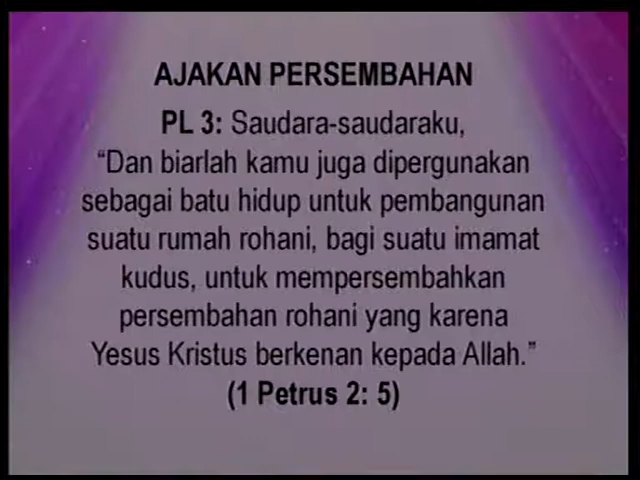 AJAKAN PERSEMBAHAN
PL 3: Saudara-saudaraku,
“Dan biarlah kamu juga dipergunakan
sebagai batu hidup untuk pembangunan
suatu rumah rohani, bagi suatu imamat
kudus, untuk mempersembahkan
persembahan rohani yang karena
Yesus Kristus berkenan kepada Allah.”
(1 Petrus 2: 5)